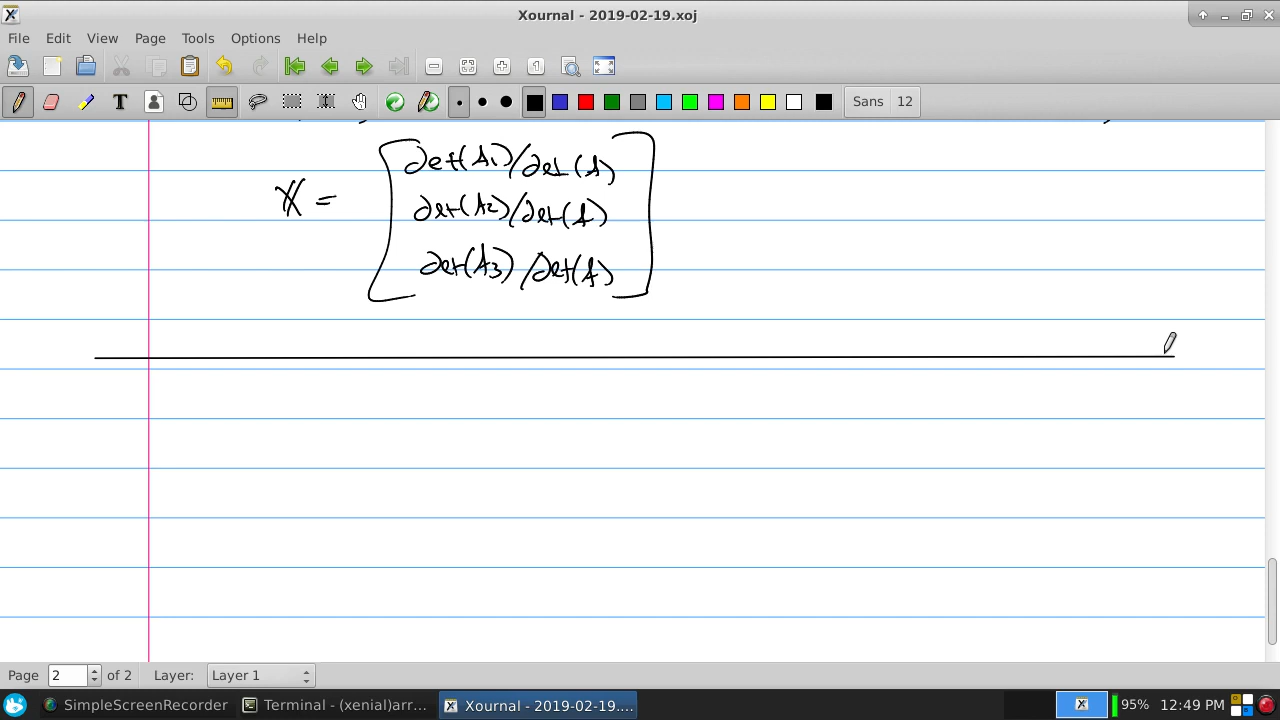 Xournal - 2019-02-19.xoj
File Edit View Page Tools Options Help
Sans 12
X = [ det(A1)/det(A)
det(A2)/det(A)
det(A3)/det(A) ]
Page 2 of 2 Layer: Layer 1
SimpleScreenRecorder Terminal - (xenial)arr... Xournal - 2019-02-19.... 95% 12:49 PM